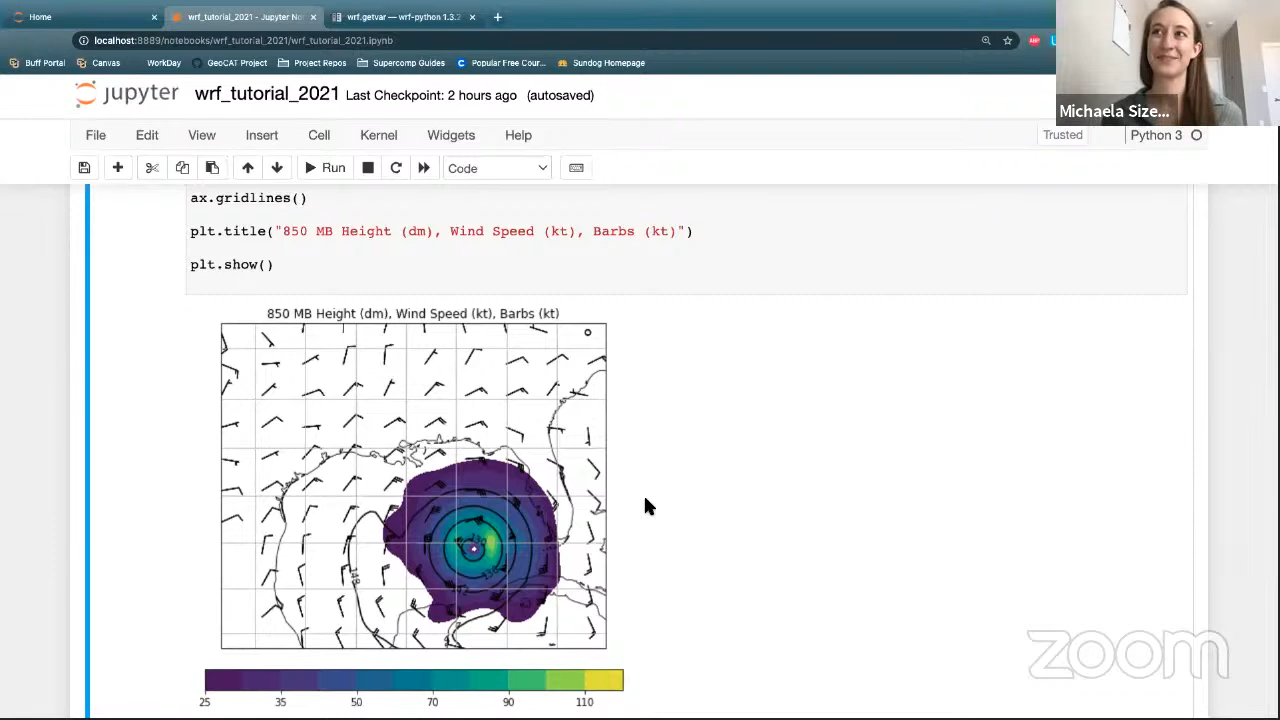 Home
wrf_tutorial_2021 - Jupyter No
wrf.getvar — wrf-python 1.3.2
localhost:8889/notebooks/wrf_tutorial_2021/wrf_tutorial_2021.ipynb
Buff Portal
Canvas
WorkDay
GeoCAT Project
Project Repos
Supercomp Guides
Popular Free Cour...
Sundog Homepage
Michaela Size...
jupyter
wrf_tutorial_2021 Last Checkpoint: 2 hours ago (autosaved)
File Edit View Insert Cell Kernel Widgets Help
Trusted
Python 3
Run
Code
ax.gridlines()
plt.title("850 MB Height (dm), Wind Speed (kt), Barbs (kt)")
plt.show()
850 MB Height (dm), Wind Speed (kt), Barbs (kt)
25 35 50 70 90 110
zoom